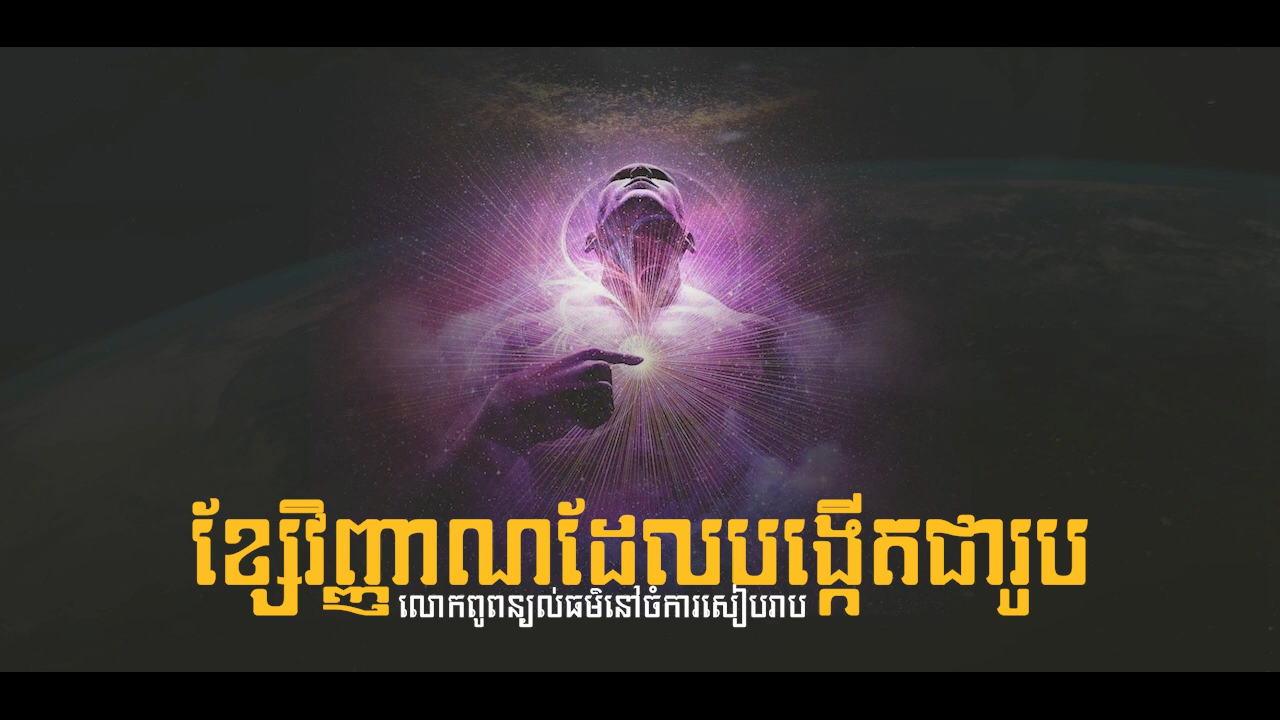 ខ្សែវិញ្ញាណដែលបង្កើតជារូប
លោកពូពន្យល់ធម៌នៅចំការសៀបរាប